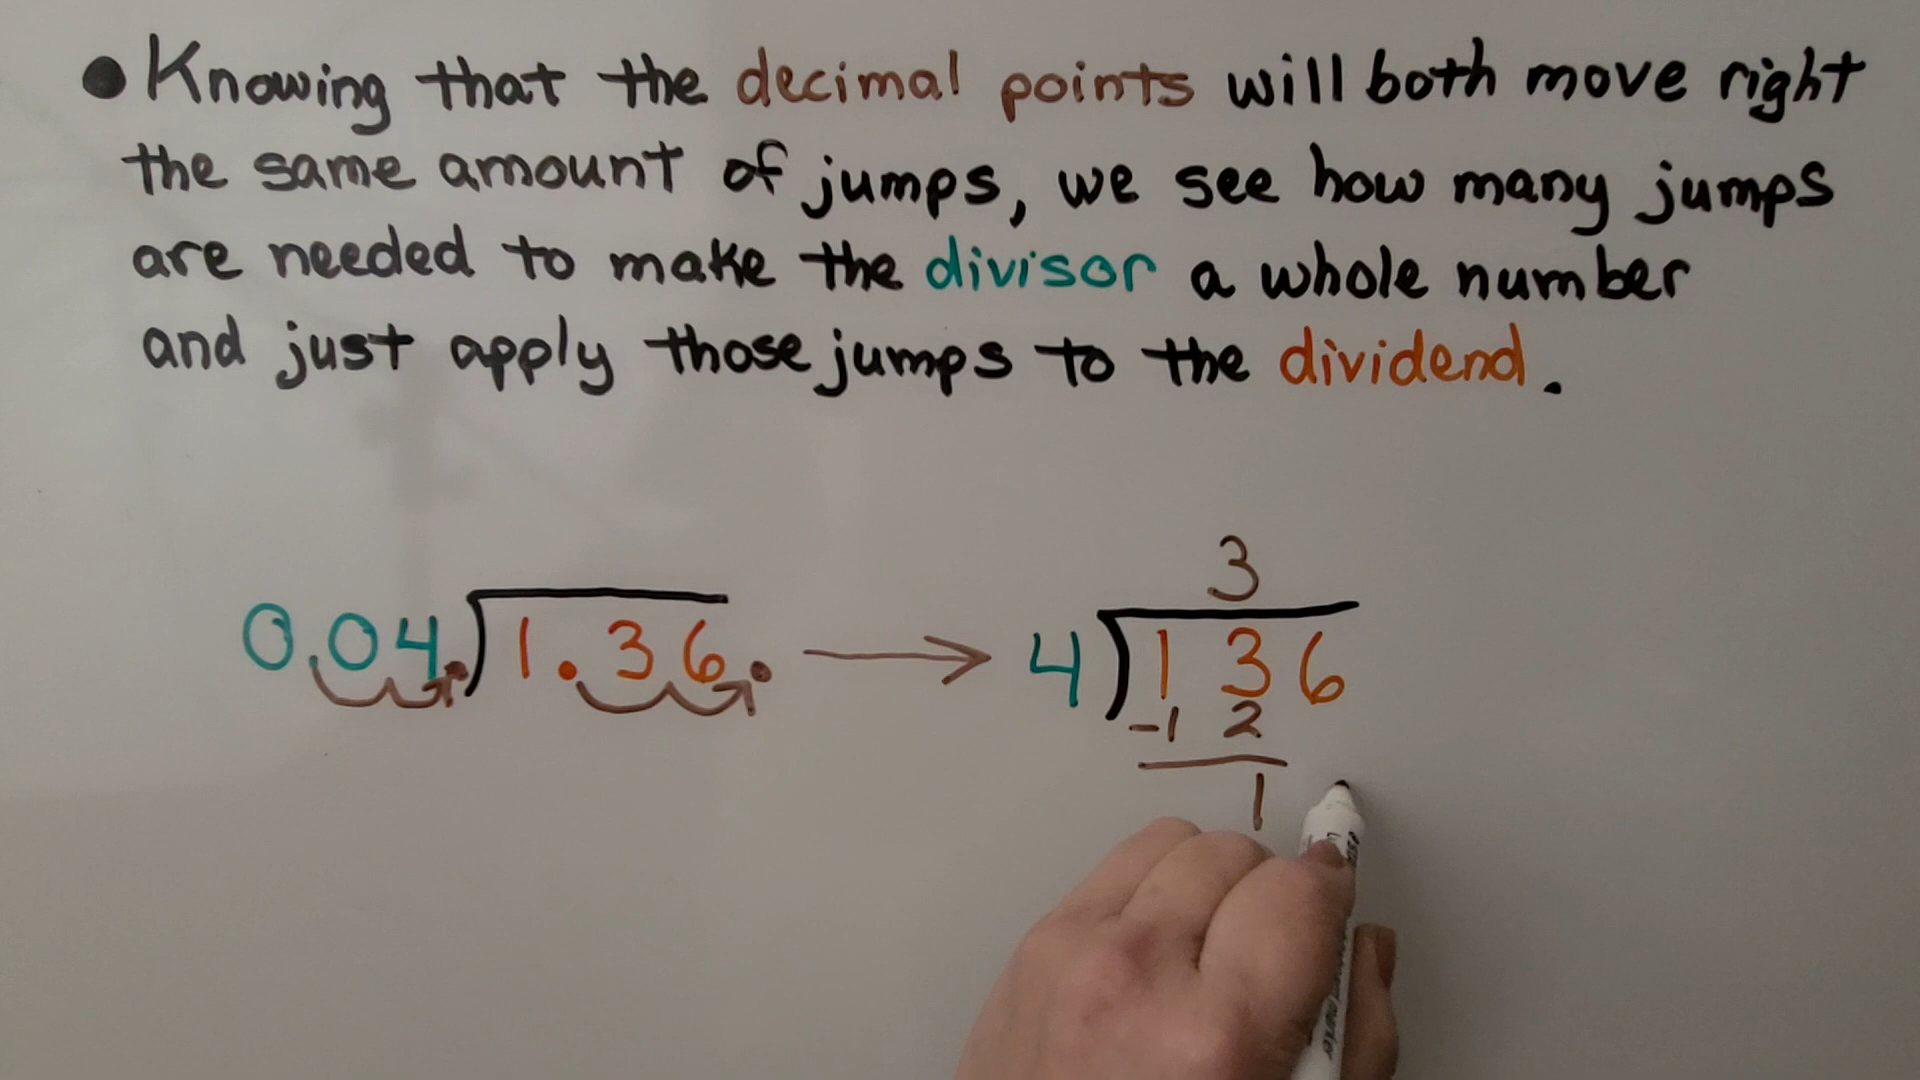 • Knowing that the decimal points will both move right
the same amount of jumps, we see how many jumps
are needed to make the divisor a whole number
and just apply those jumps to the dividend.
3
0.04.)1.36. → 4)136
-1 2
1